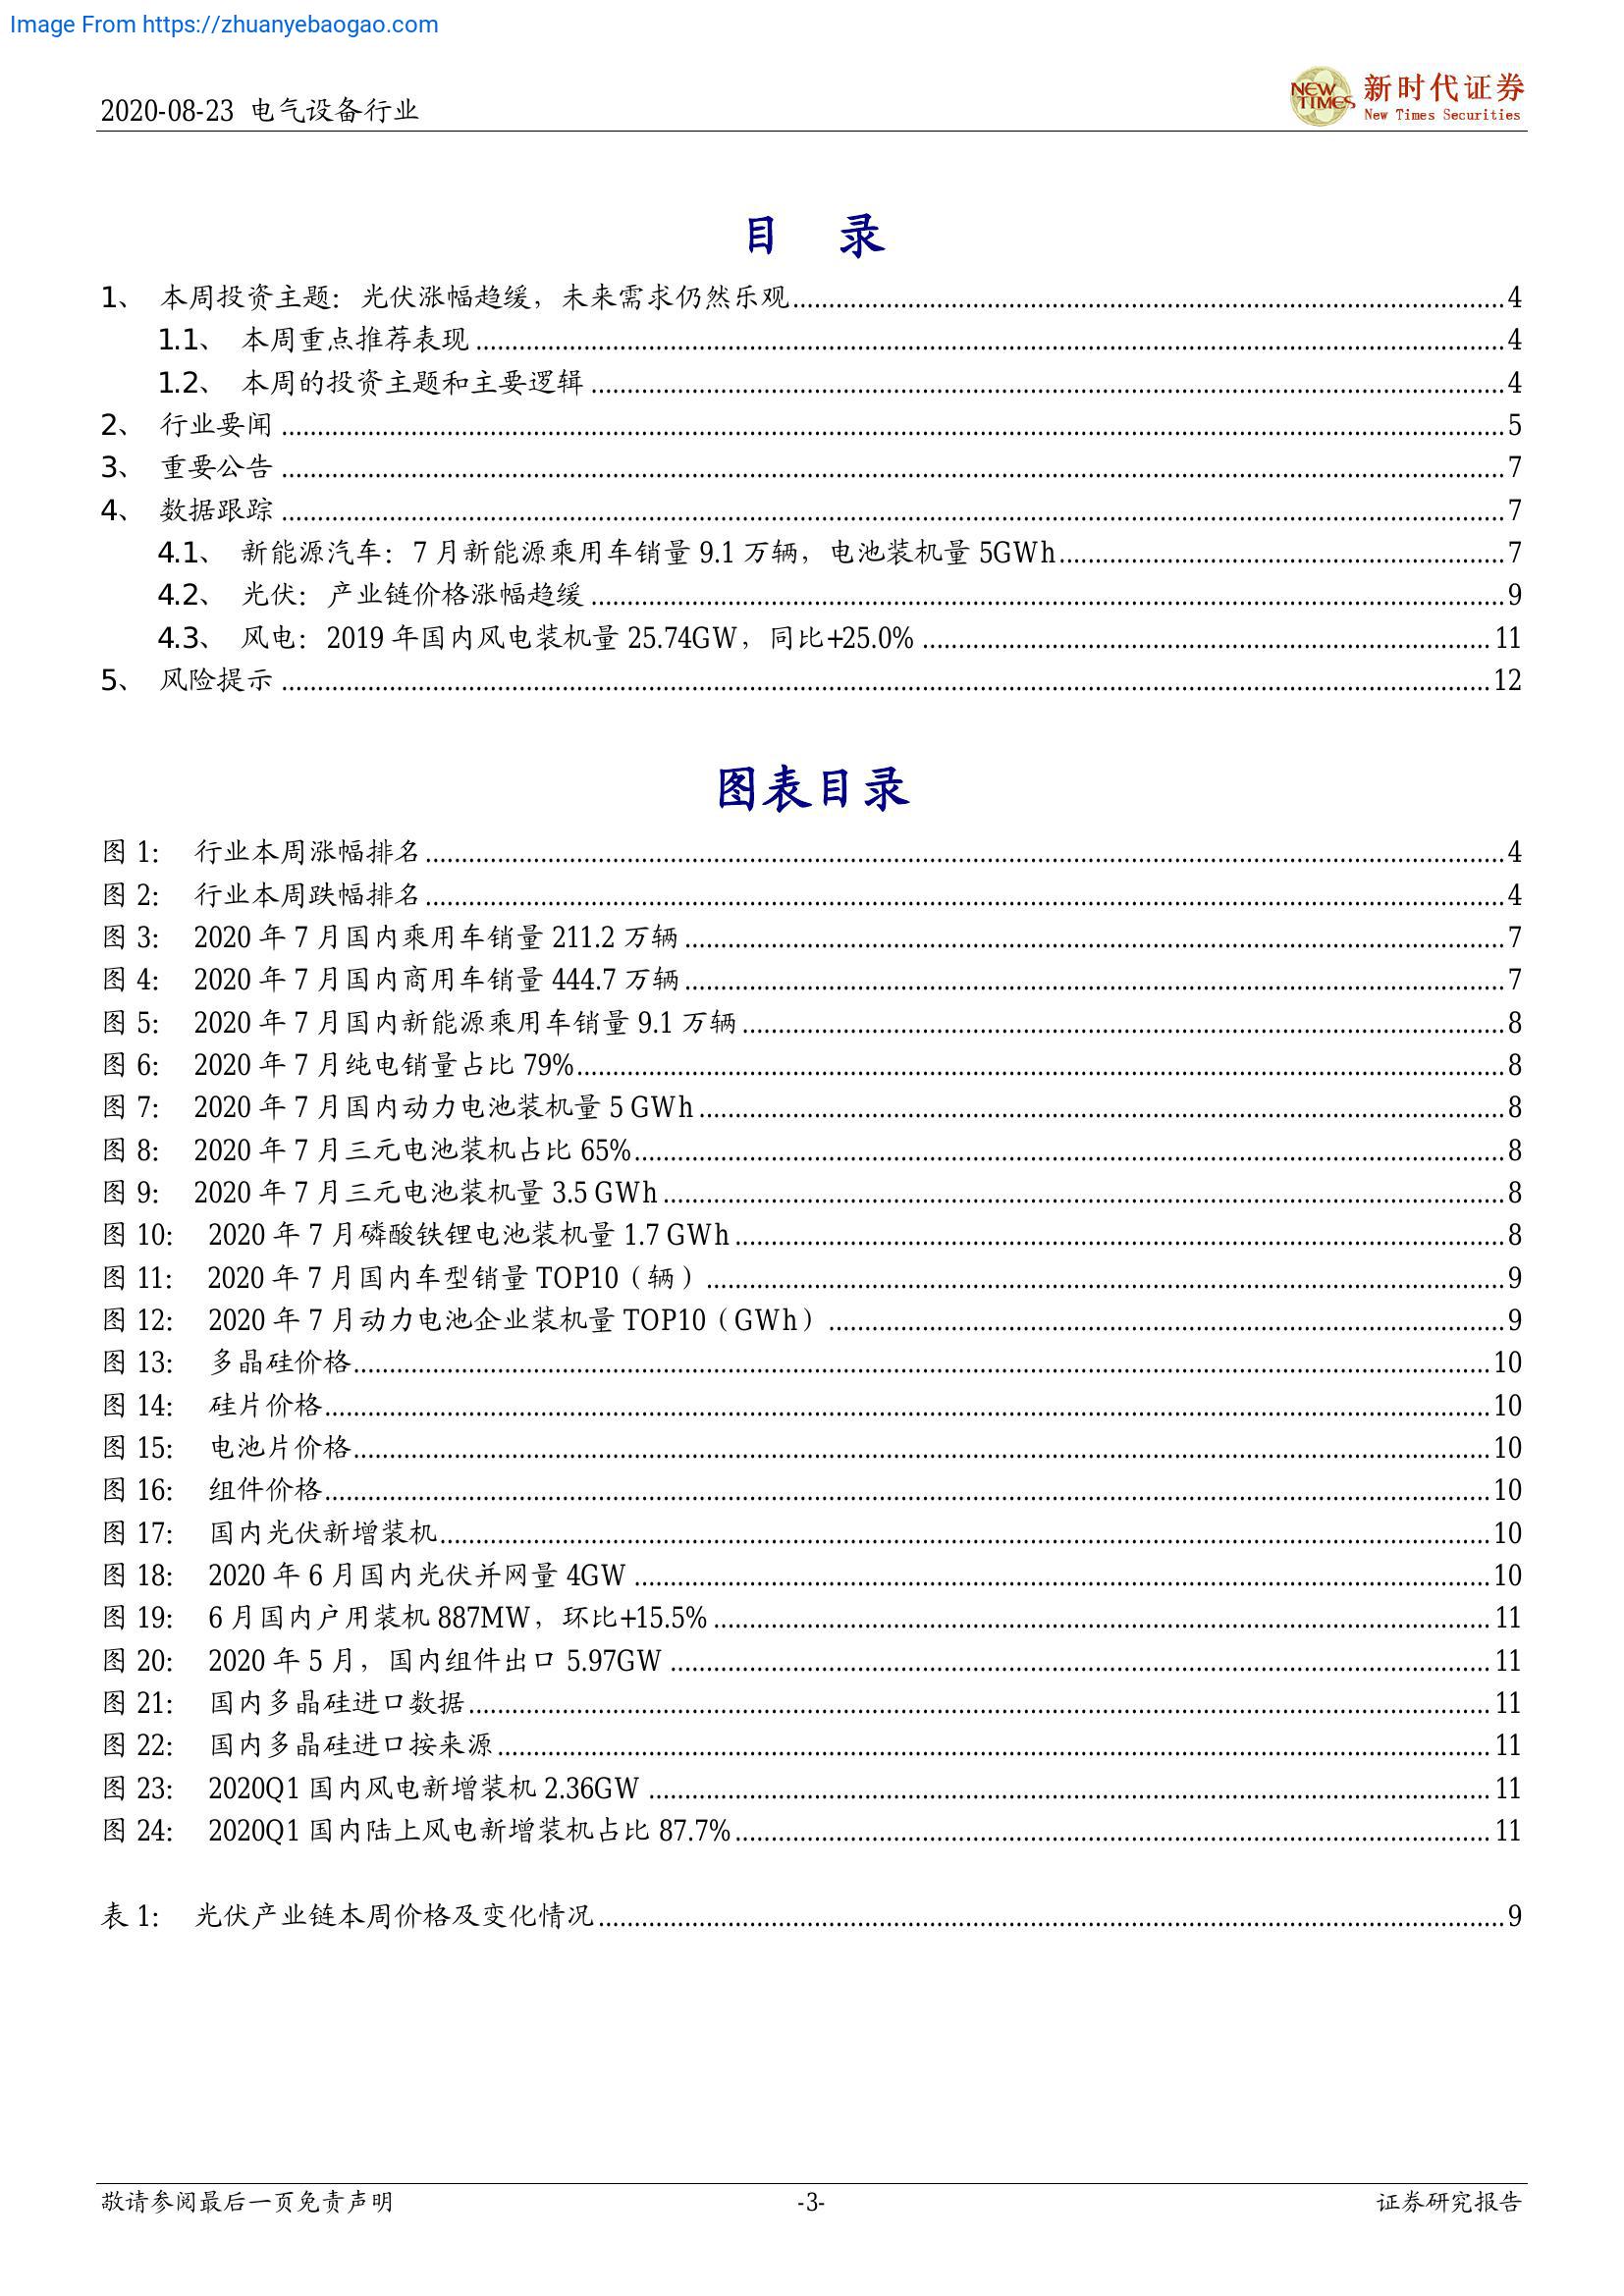 Image From https://zhuanyebaogao.com
2020-08-23 电气设备行业
NEW TIMES
新时代证券
New Times Securities
目 录
1、 本周投资主题：光伏涨幅趋缓，未来需求仍然乐观 4
1.1、 本周重点推荐表现 4
1.2、 本周的投资主题和主要逻辑 4
2、 行业要闻 5
3、 重要公告 7
4、 数据跟踪 7
4.1、 新能源汽车：7 月新能源乘用车销量 9.1 万辆，电池装机量 5GWh 7
4.2、 光伏：产业链价格涨幅趋缓 9
4.3、 风电：2019 年国内风电装机量 25.74GW，同比+25.0% 11
5、 风险提示 12
图表目录
图 1: 行业本周涨幅排名 4
图 2: 行业本周跌幅排名 4
图 3: 2020 年 7 月国内乘用车销量 211.2 万辆 7
图 4: 2020 年 7 月国内商用车销量 444.7 万辆 7
图 5: 2020 年 7 月国内新能源乘用车销量 9.1 万辆 8
图 6: 2020 年 7 月纯电销量占比 79% 8
图 7: 2020 年 7 月国内动力电池装机量 5 GWh 8
图 8: 2020 年 7 月三元电池装机占比 65% 8
图 9: 2020 年 7 月三元电池装机量 3.5 GWh 8
图 10: 2020 年 7 月磷酸铁锂电池装机量 1.7 GWh 8
图 11: 2020 年 7 月国内车型销量 TOP10（辆） 9
图 12: 2020 年 7 月动力电池企业装机量 TOP10（GWh） 9
图 13: 多晶硅价格 10
图 14: 硅片价格 10
图 15: 电池片价格 10
图 16: 组件价格 10
图 17: 国内光伏新增装机 10
图 18: 2020 年 6 月国内光伏并网量 4GW 10
图 19: 6 月国内户用装机 887MW，环比+15.5% 11
图 20: 2020 年 5 月，国内组件出口 5.97GW 11
图 21: 国内多晶硅进口数据 11
图 22: 国内多晶硅进口按来源 11
图 23: 2020Q1 国内风电新增装机 2.36GW 11
图 24: 2020Q1 国内陆上风电新增装机占比 87.7% 11
表 1: 光伏产业链本周价格及变化情况 9
敬请参阅最后一页免责声明 -3- 证券研究报告